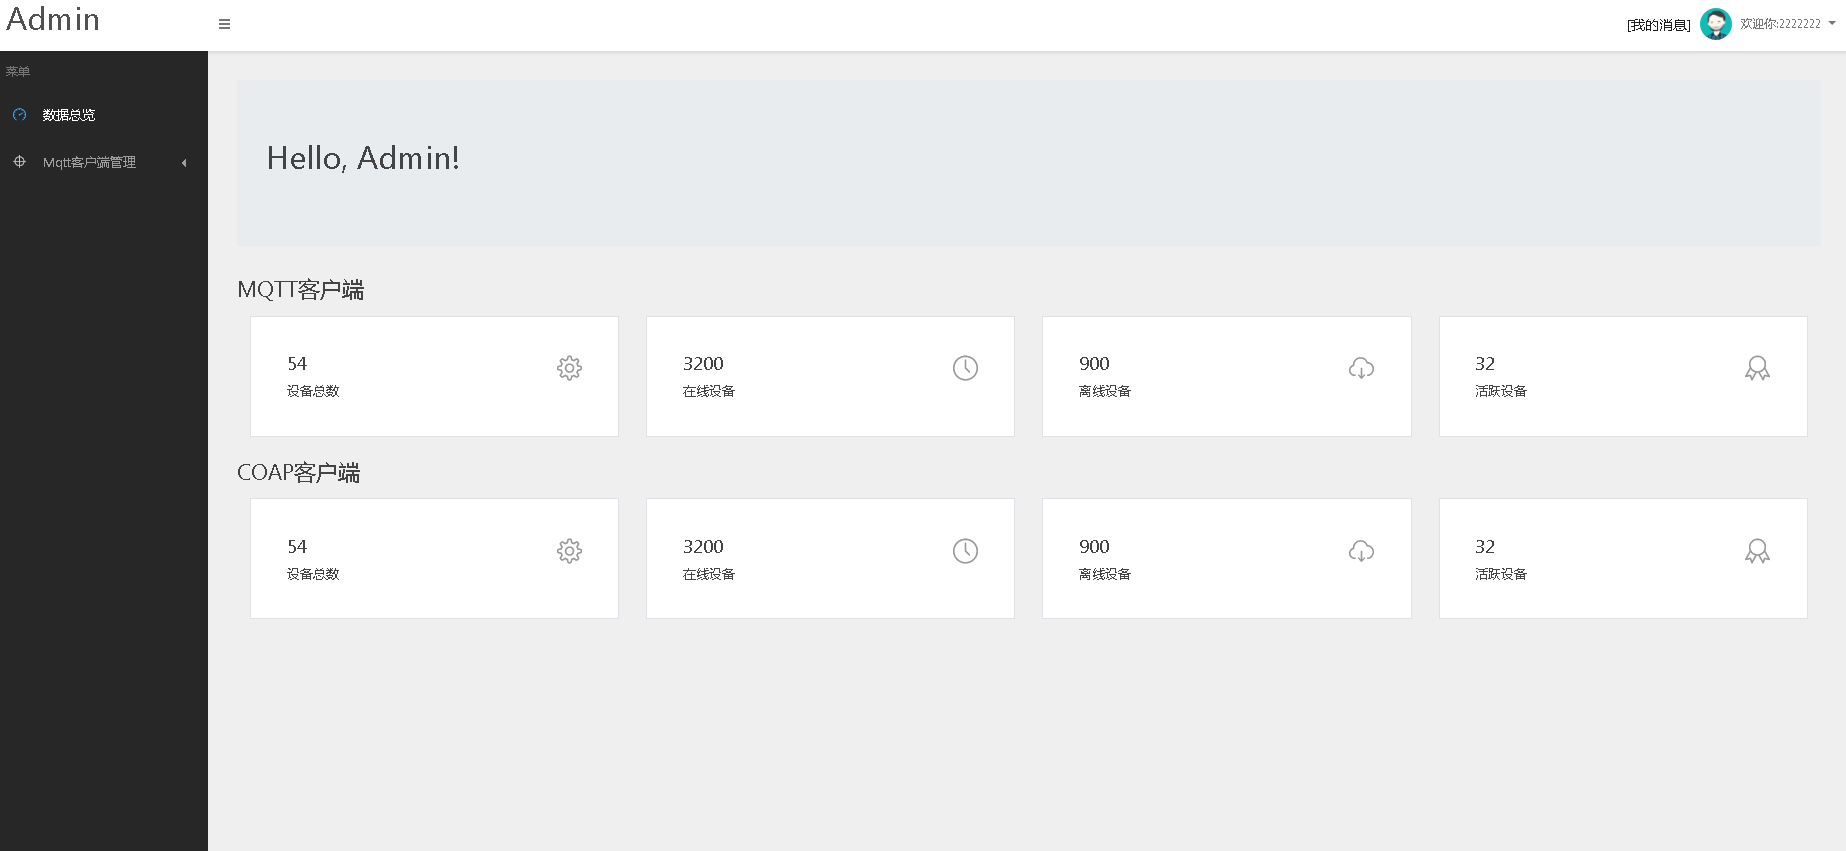 Admin
[我的消息]
欢迎你:2222222
菜单
数据总览
Mqtt客户端管理
Hello, Admin!
MQTT客户端
54
设备总数
3200
在线设备
900
离线设备
32
活跃设备
COAP客户端
54
设备总数
3200
在线设备
900
离线设备
32
活跃设备